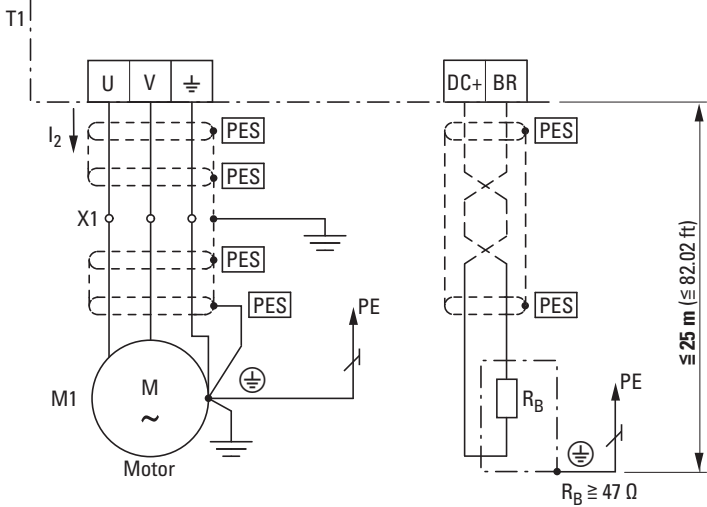 T1
U V DC+ BR
I2 PES PES
PES
X1
PES
PES PES
PE
≦ 25 m (≦ 82.02 ft)
M1 M ~ RB PE
Motor
RB ≧ 47 Ω